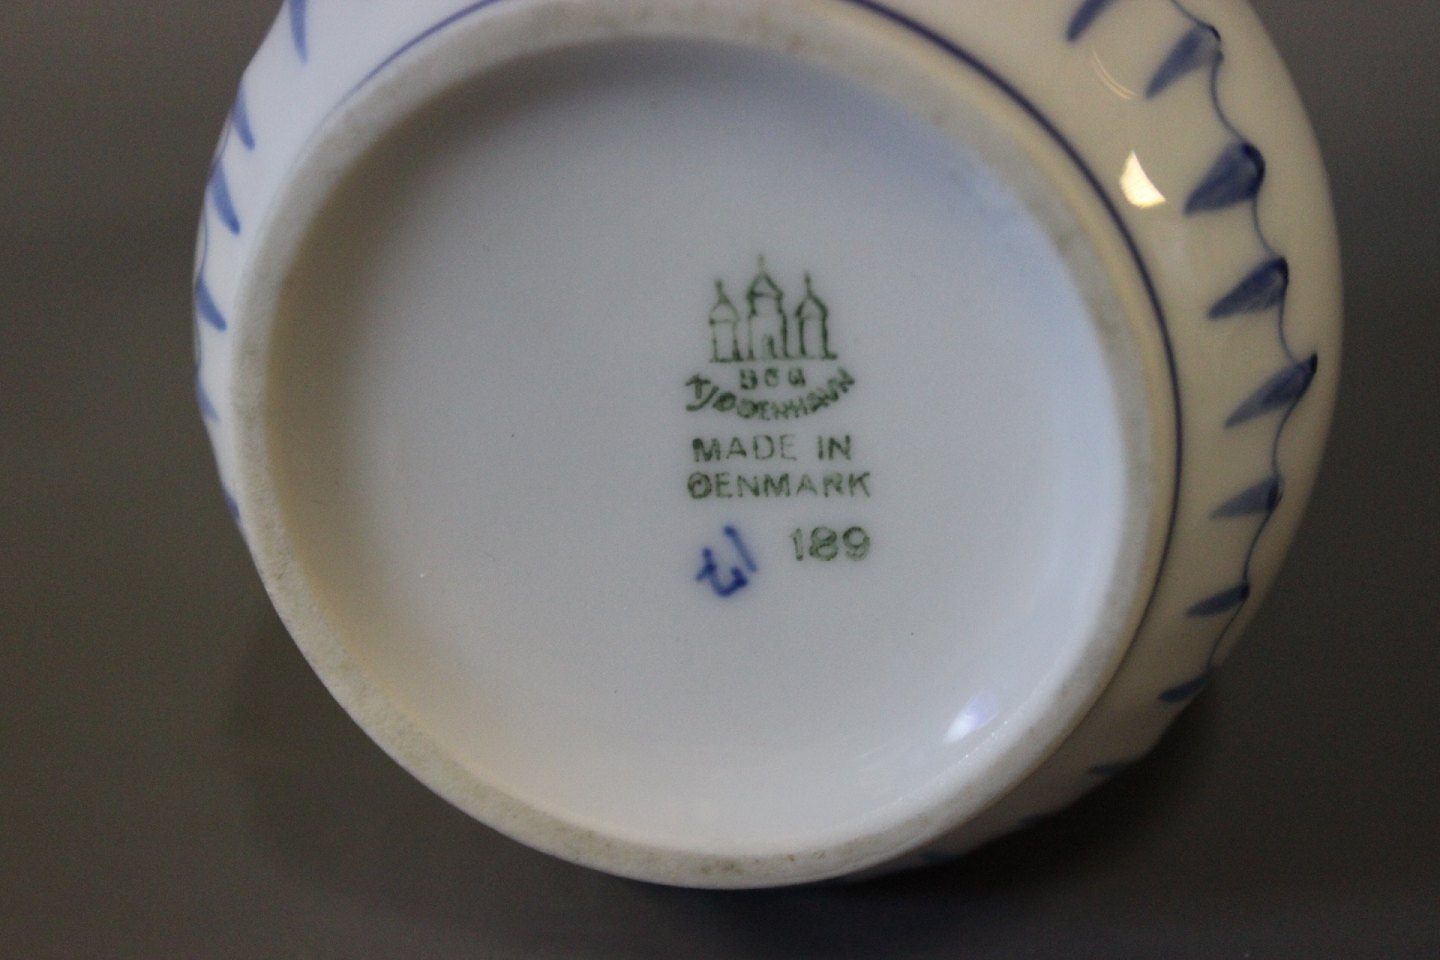 B & G
KJØBENHAVN
MADE IN
DENMARK
189